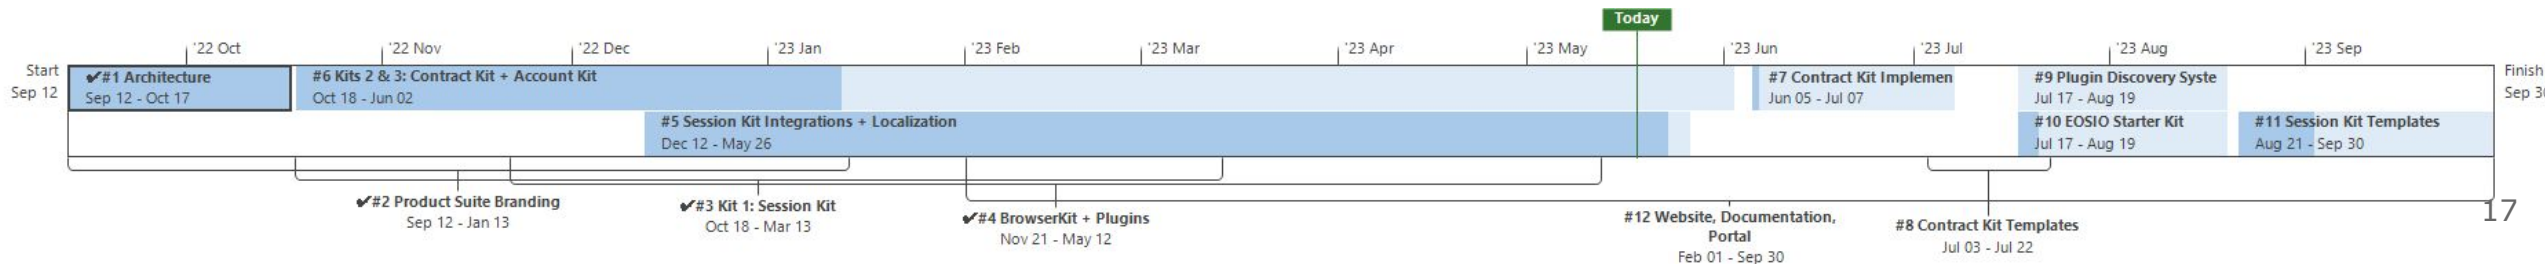 Today
'22 Oct
'22 Nov
'22 Dec
'23 Jan
'23 Feb
'23 Mar
'23 Apr
'23 May
'23 Jun
'23 Jul
'23 Aug
'23 Sep
Start
Sep 12
✔#1 Architecture
Sep 12 - Oct 17
#6 Kits 2 & 3: Contract Kit + Account Kit
Oct 18 - Jun 02
#7 Contract Kit Implemen
Jun 05 - Jul 07
#9 Plugin Discovery Syste
Jul 17 - Aug 19
Finish
Sep 30
#5 Session Kit Integrations + Localization
Dec 12 - May 26
#10 EOSIO Starter Kit
Jul 17 - Aug 19
#11 Session Kit Templates
Aug 21 - Sep 30
✔#2 Product Suite Branding
Sep 12 - Jan 13
✔#3 Kit 1: Session Kit
Oct 18 - Mar 13
✔#4 BrowserKit + Plugins
Nov 21 - May 12
#12 Website, Documentation,
Portal
Feb 01 - Sep 30
#8 Contract Kit Templates
Jul 03 - Jul 22
17